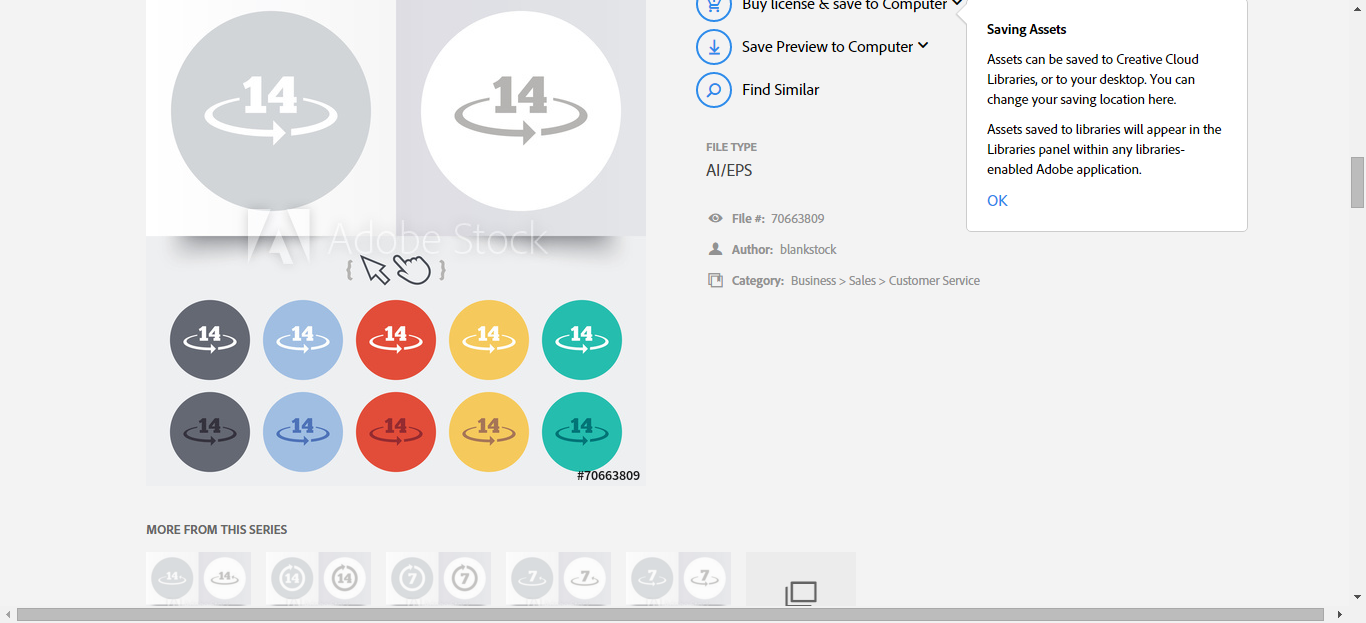 Buy license & save to Computer
Save Preview to Computer
Find Similar
Saving Assets
Assets can be saved to Creative Cloud
Libraries, or to your desktop. You can
change your saving location here.
Assets saved to libraries will appear in the
Libraries panel within any libraries-
enabled Adobe application.
OK
FILE TYPE
AI/EPS
File #: 70663809
Author: blankstock
Category: Business > Sales > Customer Service
14 14
Adobe Stock
{ }
14 14 14 14 14
14 14 14 14 14
#70663809
MORE FROM THIS SERIES
14 14 14 14 7 7 7 7 7 7